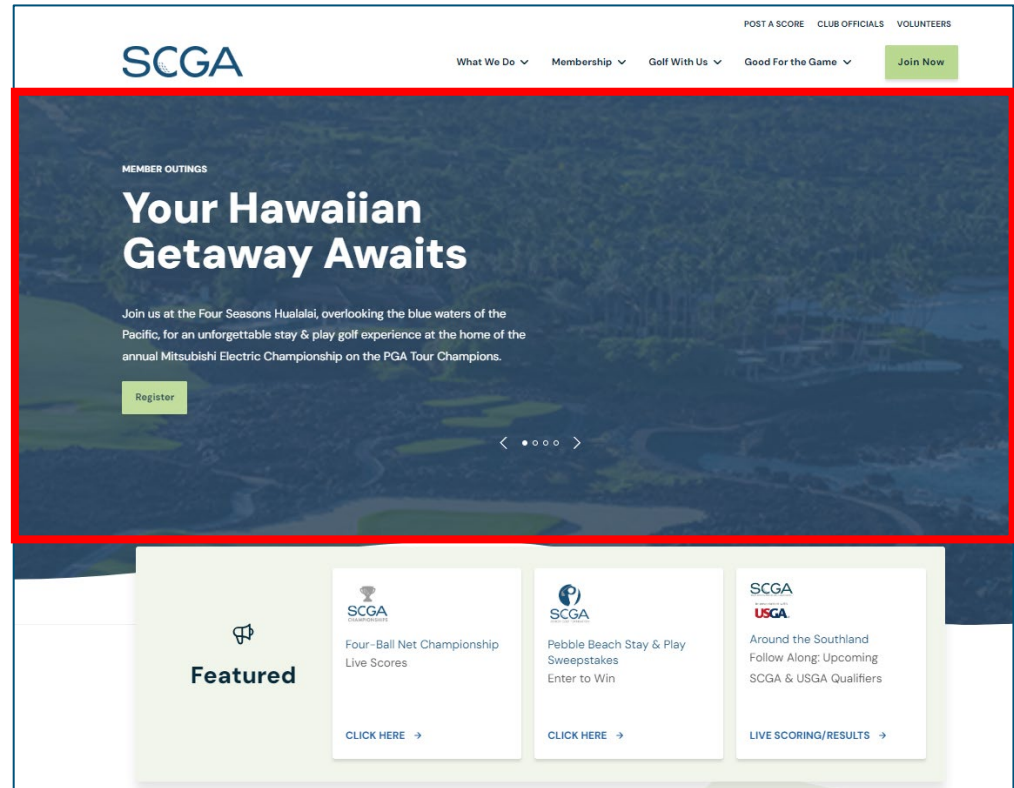 POST A SCORE CLUB OFFICIALS VOLUNTEERS
SCGA
What We Do Membership Golf With Us Good For the Game Join Now
MEMBER OUTINGS
Your Hawaiian
Getaway Awaits
Join us at the Four Seasons Hualalai, overlooking the blue waters of the
Pacific, for an unforgettable stay & play golf experience at the home of the
annual Mitsubishi Electric Championship on the PGA Tour Champions.
Register
Featured
SCGA
CHAMPIONSHIPS
Four-Ball Net Championship
Live Scores
CLICK HERE →
SCGA
Pebble Beach Stay & Play
Sweepstakes
Enter to Win
CLICK HERE →
SCGA
USGA
Around the Southland
Follow Along: Upcoming
SCGA & USGA Qualifiers
LIVE SCORING/RESULTS →